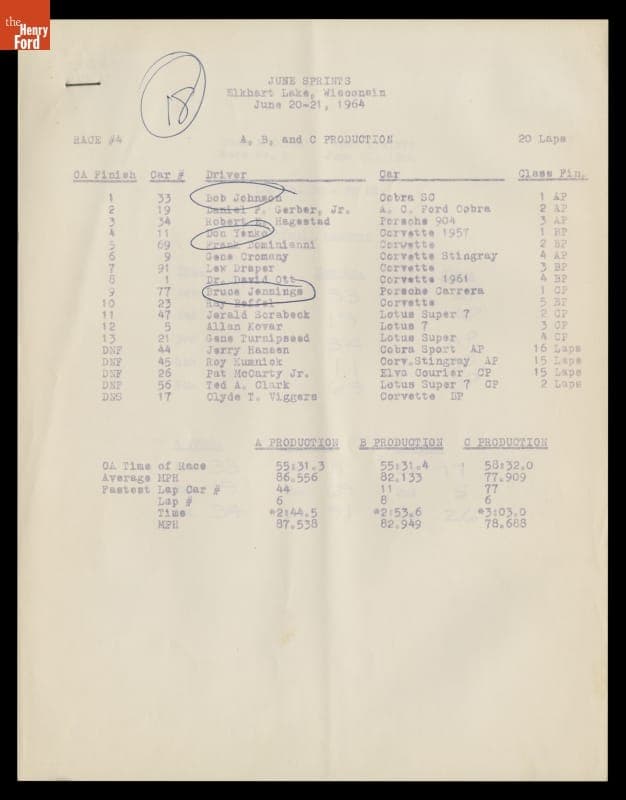 the
Henry
Ford
18
JUNE SPRINTS
Elkhart Lake, Wisconsin
June 20-21, 1964
RACE #4 A, B, and C PRODUCTION 20 Laps
OA Finish Car # Driver Car Class Fin.
1 33 Bob Johnson Cobra SC 1 AP
2 19 Daniel F. Gerber, Jr. A. C. Ford Cobra 2 AP
3 34 Robert E. Hagestad Porsche 904 3 AP
4 11 Don Yenko Corvette 1957 1 BP
5 69 Frank Dominianni Corvette 2 BP
6 9 Gene Cromany Corvette Stingray 4 AP
7 91 Lew Draper Corvette 3 BP
8 1 Dr. David Ott Corvette 1961 4 BP
9 77 Bruce Jennings Porsche Carrera 1 CP
10 23 Ray Heffel Corvette 5 BP
11 47 Jerald Scrabeck Lotus Super 7 2 CP
12 5 Allan Kovar Lotus 7 3 CP
13 21 Gene Turnipseed Lotus Super 4 CP
DNF 44 Jerry Hansen Cobra Sport AP 16 Laps
DNF 45 Roy Kumnick Corv.Stingray AP 15 Laps
DNF 26 Pat McCarty Jr. Elva Courier CP 15 Laps
DNF 56 Ted A. Clark Lotus Super 7 CP 2 Laps
DNS 17 Clyde T. Viggers Corvette BP
A PRODUCTION B PRODUCTION C PRODUCTION
OA Time of Race 55:31.3 55:31.4 58:32.0
Average MPH 86.556 82.133 77.909
Fastest Lap Car # 44 11 77
Lap # 6 8 6
Time *2:44.5 *2:53.6 *3:03.0
MPH 87.538 82.949 78.688